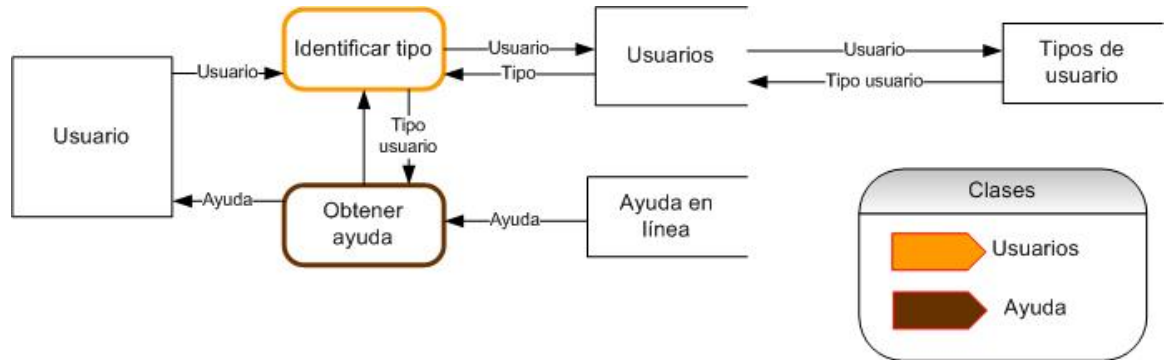 Identificar tipo
Usuario
Usuarios
Usuario
Tipos de
usuario
Usuario
Tipo
Tipo usuario
Usuario
Tipo
usuario
Ayuda
Obtener
ayuda
Ayuda
Ayuda en
línea
Clases
Usuarios
Ayuda